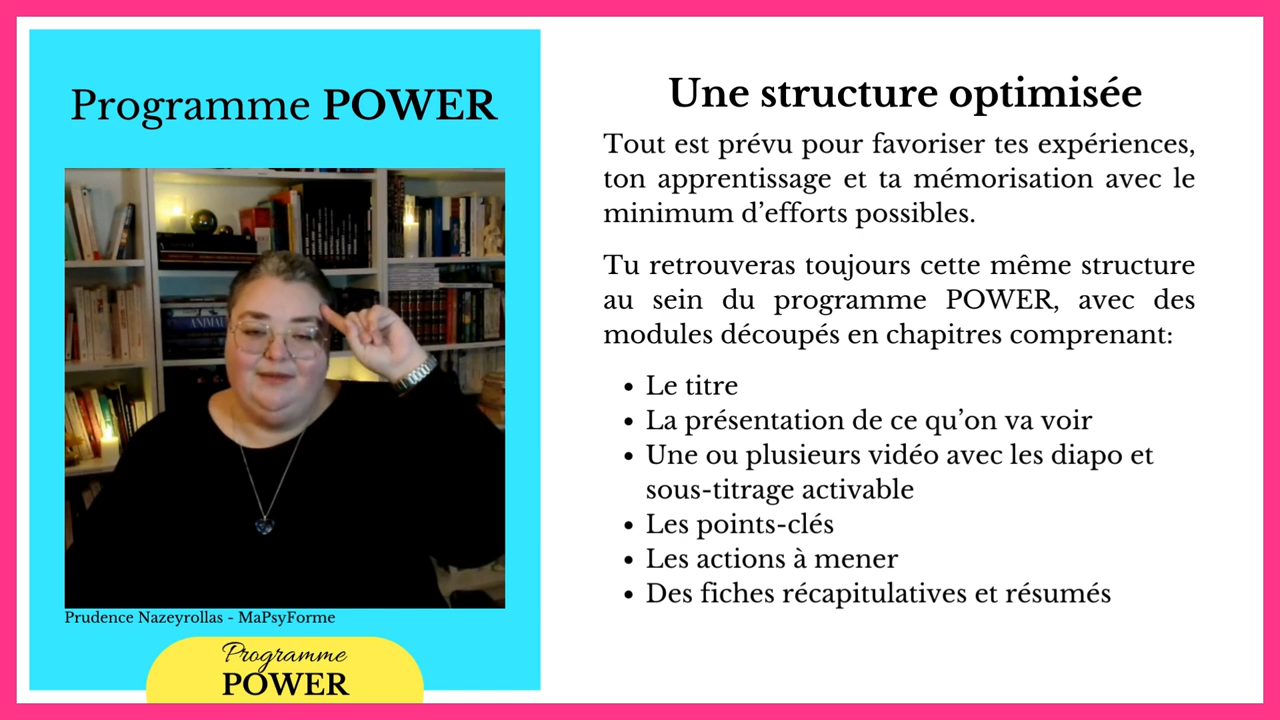 Programme POWER
Prudence Nazeyrollas - MaPsyForme
Programme
POWER
Une structure optimisée
Tout est prévu pour favoriser tes expériences,
ton apprentissage et ta mémorisation avec le
minimum d’efforts possibles.
Tu retrouveras toujours cette même structure
au sein du programme POWER, avec des
modules découpés en chapitres comprenant:
• Le titre
• La présentation de ce qu’on va voir
• Une ou plusieurs vidéo avec les diapo et
sous-titrage activable
• Les points-clés
• Les actions à mener
• Des fiches récapitulatives et résumés